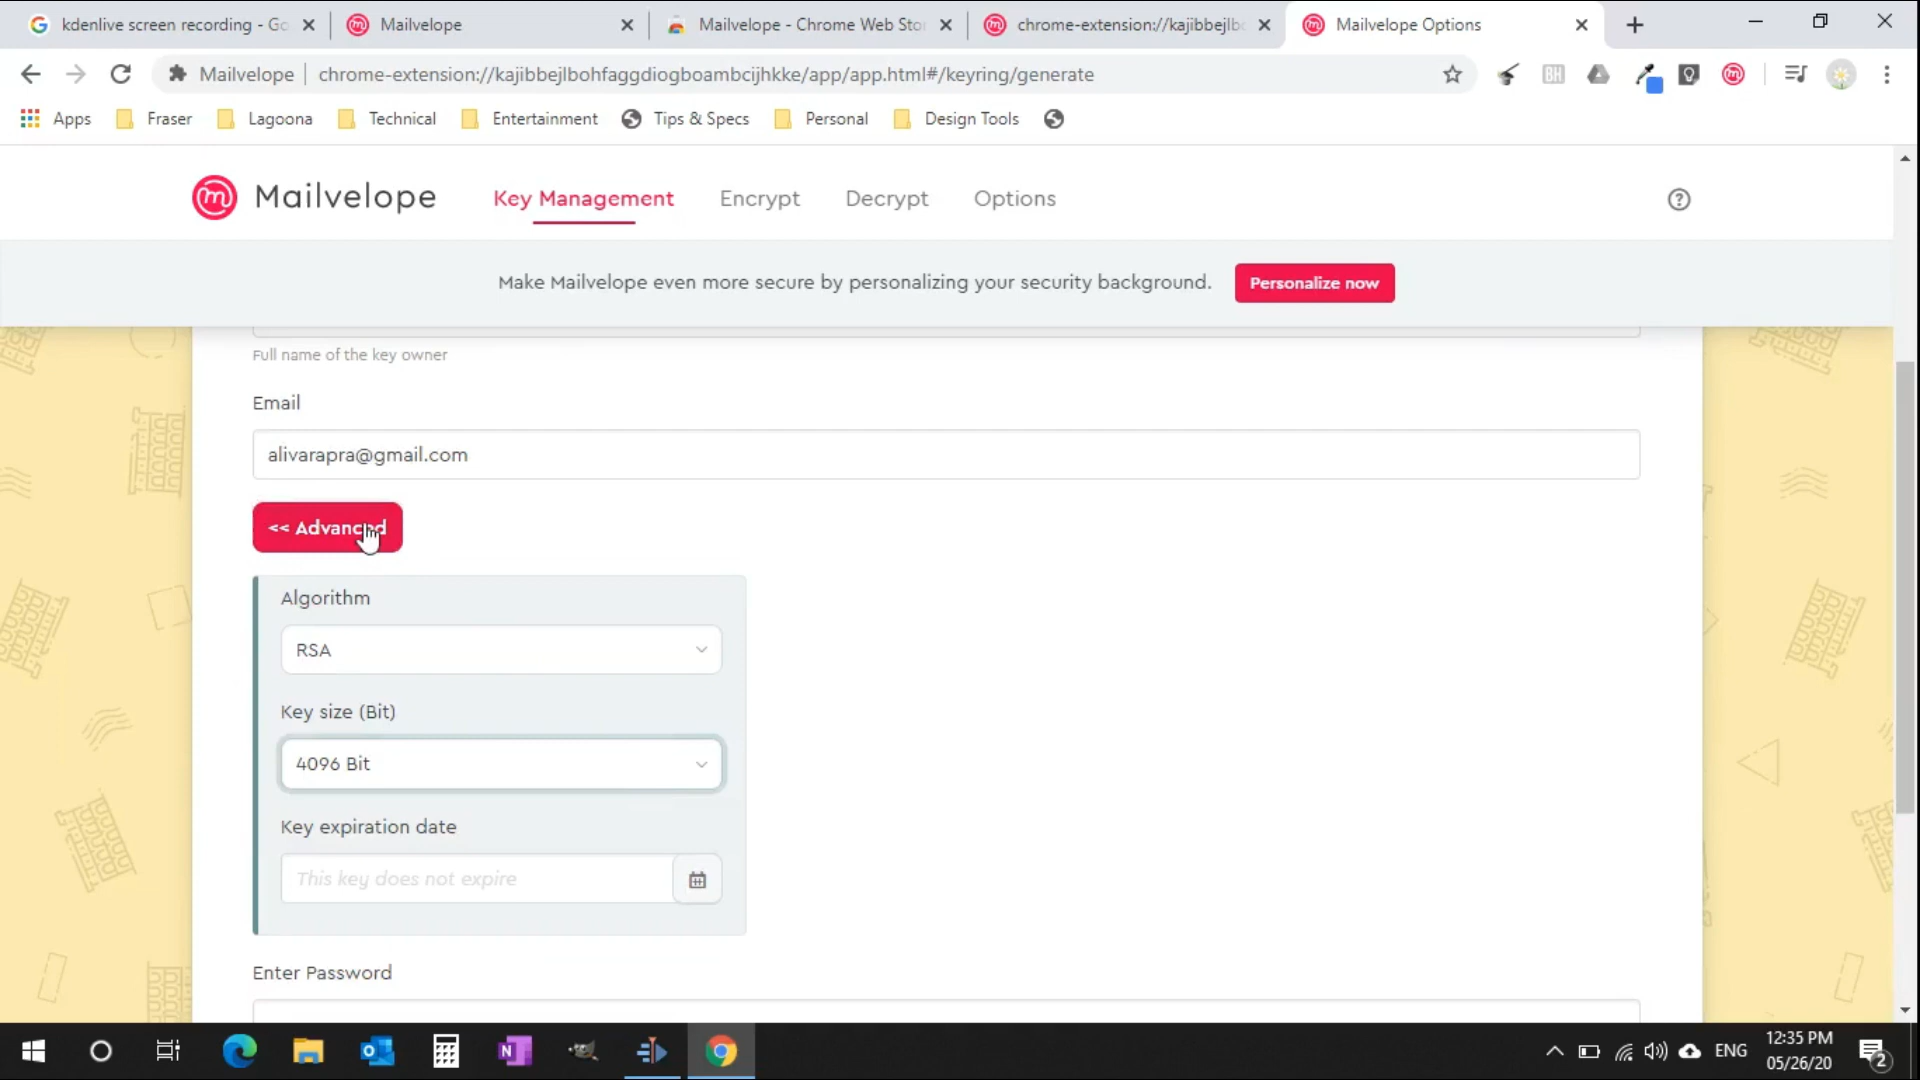 kdenlive screen recording - Go
Mailvelope
Mailvelope - Chrome Web Sto
chrome-extension://kajibbejlbo
Mailvelope Options
Mailvelope
chrome-extension://kajibbejlbohfaggdiogboambcijhkke/app/app.html#/keyring/generate
BH
Apps
Fraser
Lagoona
Technical
Entertainment
Tips & Specs
Personal
Design Tools
Mailvelope
Key Management
Encrypt
Decrypt
Options
Make Mailvelope even more secure by personalizing your security background.
Personalize now
Full name of the key owner
Email
alivarapra@gmail.com
<< Advanced
Algorithm
RSA
Key size (Bit)
4096 Bit
Key expiration date
This key does not expire
Enter Password
ENG
12:35 PM
05/26/20
2